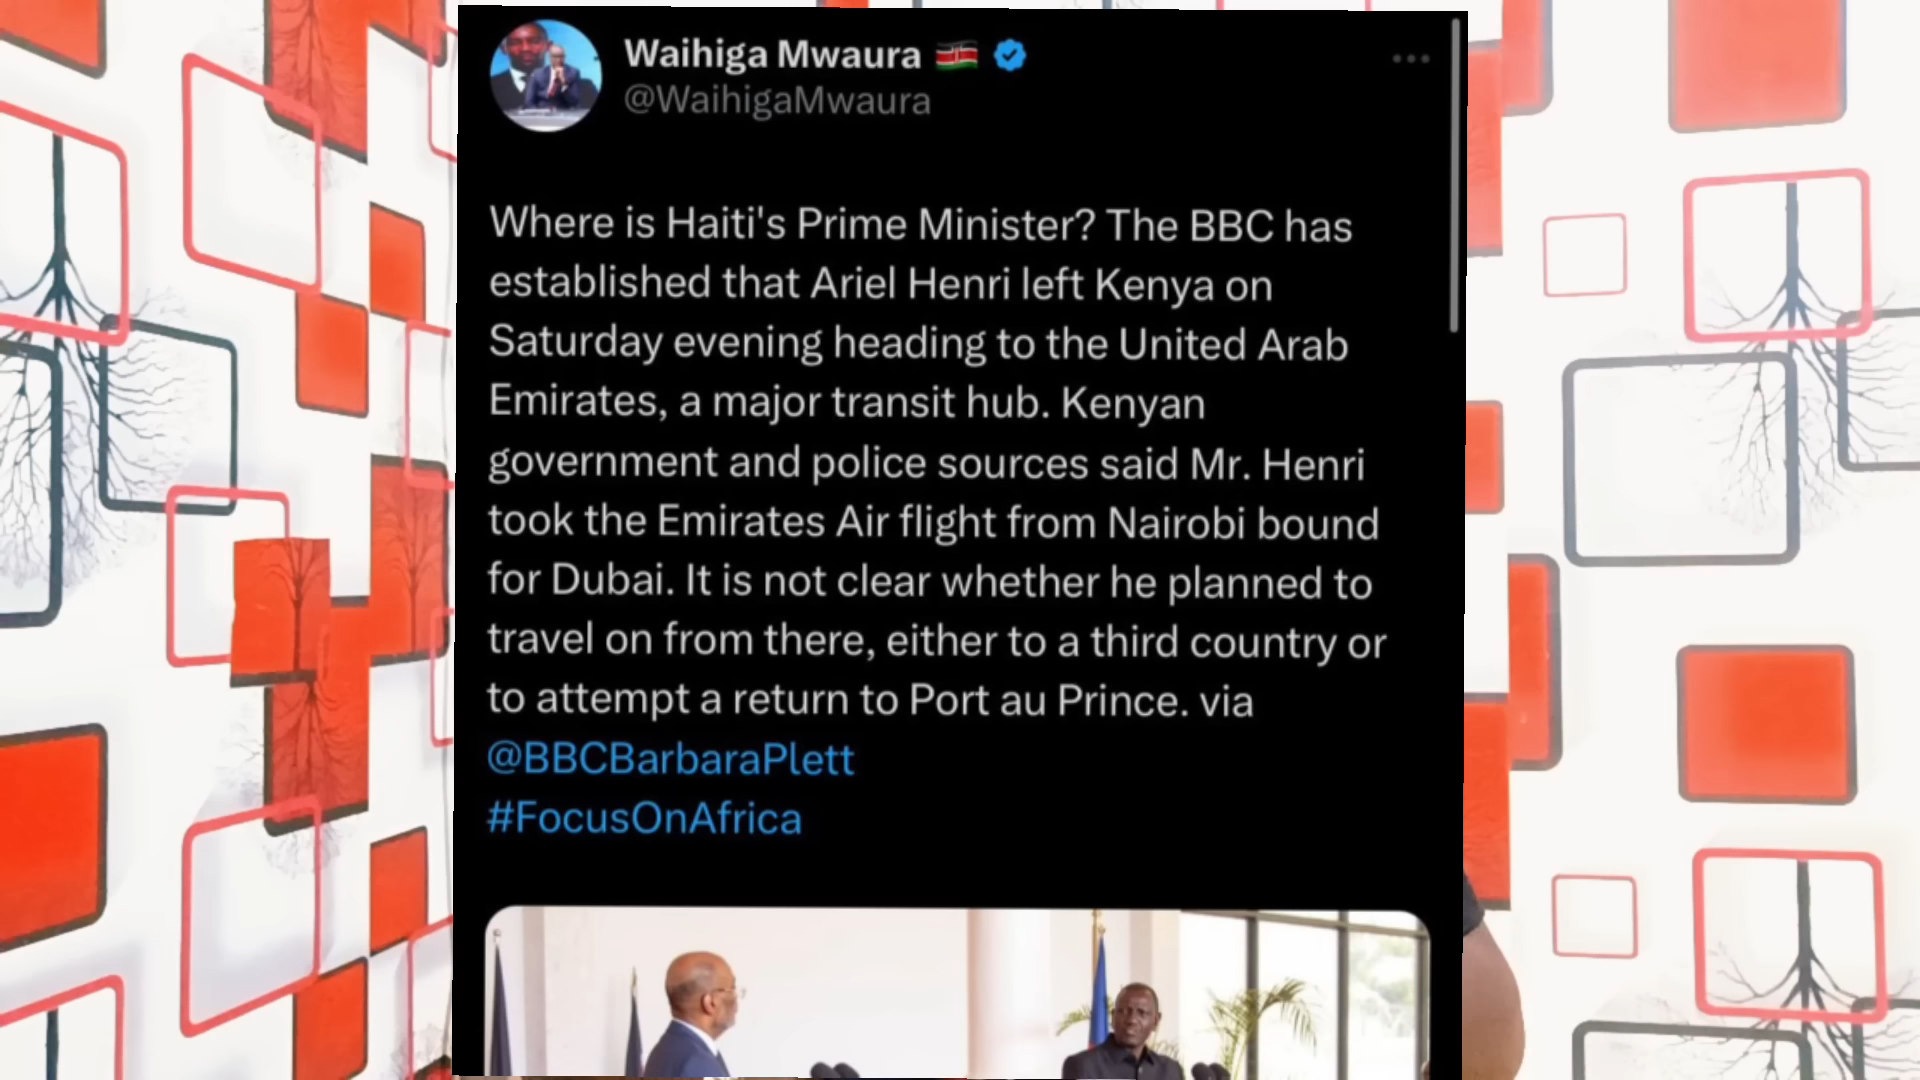 Waihiga Mwaura 🇰🇪
@WaihigaMwaura
Where is Haiti's Prime Minister? The BBC has
established that Ariel Henri left Kenya on
Saturday evening heading to the United Arab
Emirates, a major transit hub. Kenyan
government and police sources said Mr. Henri
took the Emirates Air flight from Nairobi bound
for Dubai. It is not clear whether he planned to
travel on from there, either to a third country or
to attempt a return to Port au Prince. via
@BBCBarbaraPlett
#FocusOnAfrica